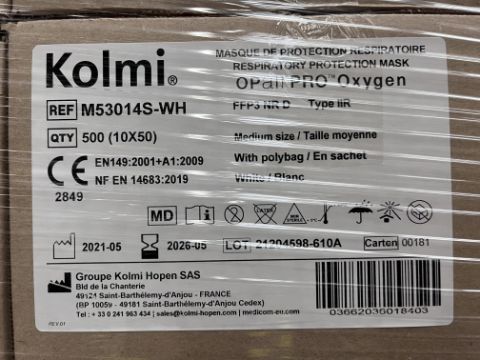 Kolmi®
MASQUE DE PROTECTION RESPIRATOIRE
RESPIRATORY PROTECTION MASK
OPair PRO™ Oxygen
REF M53014S-WH
FFP3 NR D Type IIR
QTY 500 (10X50)
Medium size / Taille moyenne
EN149:2001+A1:2009
With polybag / En sachet
NF EN 14683:2019
White / Blanc
CE
2849
MD
2021-05
2026-05
LOT 21204598-610A
Carton 00181
Groupe Kolmi Hopen SAS
Bld de la Chanterie
49124 Saint-Barthélemy-d'Anjou - FRANCE
(BP 10059 - 49181 Saint-Barthélemy-d'Anjou Cedex)
Tel: + 33 0 241 963 434 | sales@kolmi-hopen.com | medicom-eu.com
03662036018403
REV.01